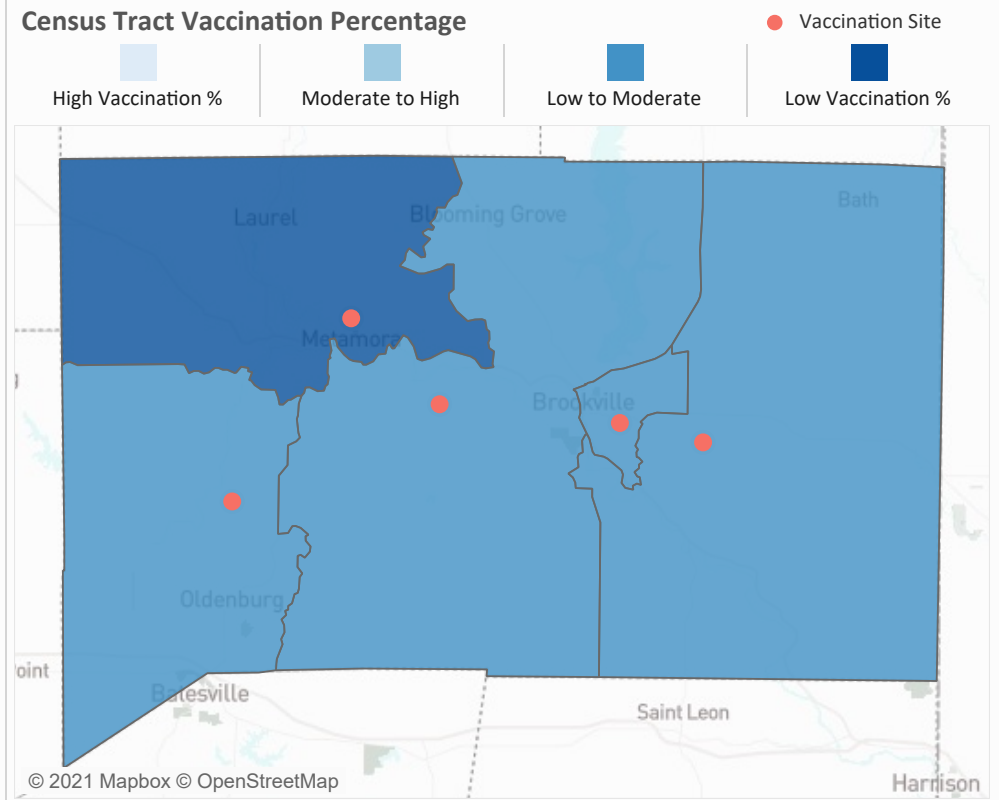 Census Tract Vaccination Percentage
Vaccination Site
High Vaccination %
Moderate to High
Low to Moderate
Low Vaccination %
Bath
Laurel
Blooming Grove
Metamora
Brookville
Oldenburg
oint
Batesville
Saint Leon
© 2021 Mapbox © OpenStreetMap
Harrison